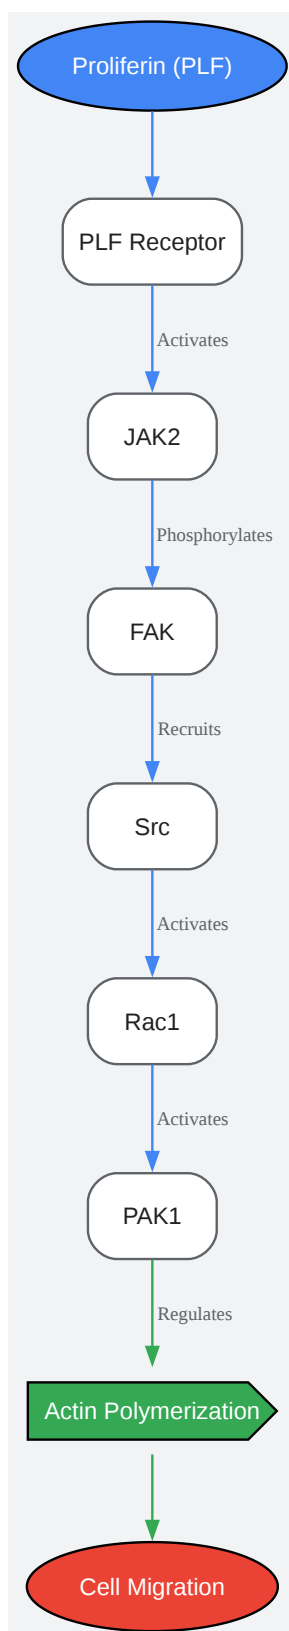 Proliferin (PLF)
PLF Receptor
Activates
JAK2
Phosphorylates
FAK
Recruits
Src
Activates
Rac1
Activates
PAK1
Regulates
Actin Polymerization
Cell Migration